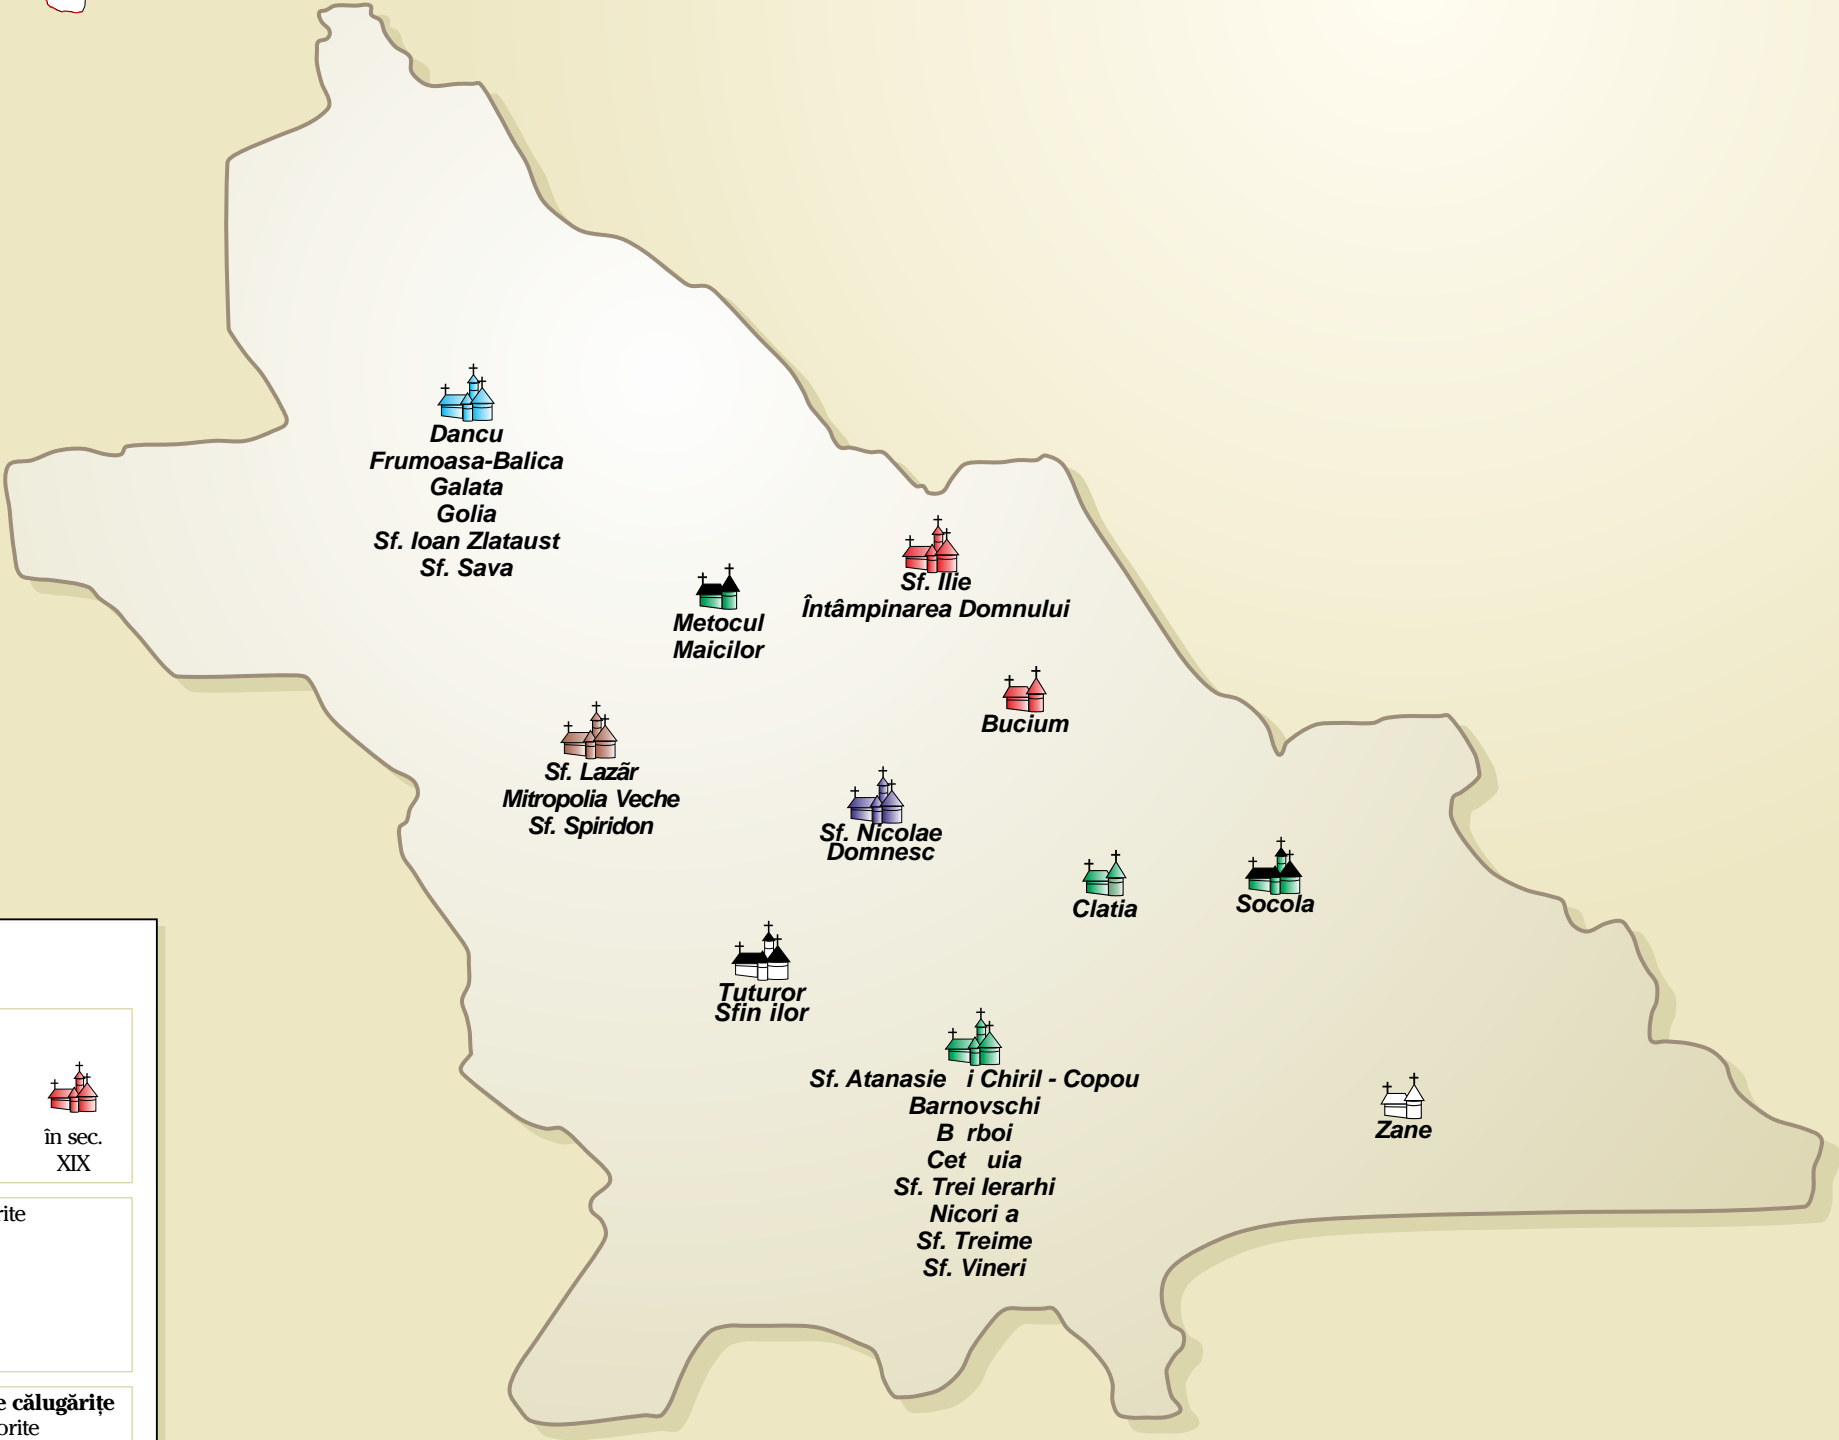 Dancu
Frumoasa-Balica
Galata
Golia
Sf. Ioan Zlataust
Sf. Sava
Metocul
Maicilor
Sf. Ilie
Întâmpinarea Domnului
Bucium
Sf. Lazãr
Mitropolia Veche
Sf. Spiridon
Sf. Nicolae
Domnesc
Clatia
Socola
Tuturor
Sfin ilor
Sf. Atanasie i Chiril - Copou
Barnovschi
B rboi
Cet uia
Sf. Trei Ierarhi
Nicori a
Sf. Treime
Sf. Vineri
Zane
în sec.
XIX
rite
e călugărițe
orite